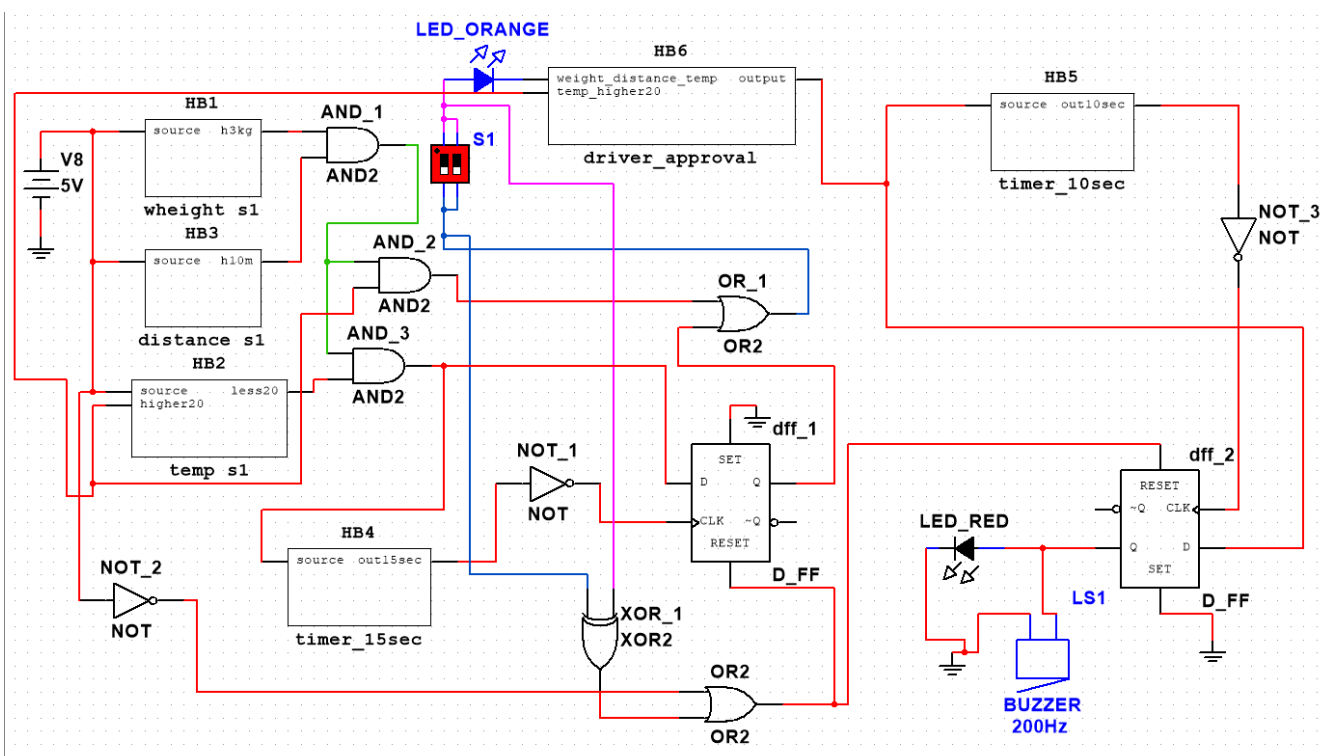 LED_ORANGE
HB6
weight_distance_temp output
temp_higher20
driver_approval
HB5
source out10sec
timer_10sec
HB1
source h3kg
wheight s1
AND_1
AND2
S1
V8
5V
NOT_3
NOT
HB3
source h10m
distance s1
AND_2
AND2
OR_1
OR2
HB2
source less20
higher20
temp s1
AND_3
AND2
dff_1
SET
D Q
CLK ~Q
RESET
D_FF
NOT_1
NOT
dff_2
RESET
~Q CLK
Q D
SET
D_FF
LED_RED
HB4
source out15sec
timer_15sec
NOT_2
NOT
XOR_1
XOR2
LS1
BUZZER
200Hz
OR2
OR2